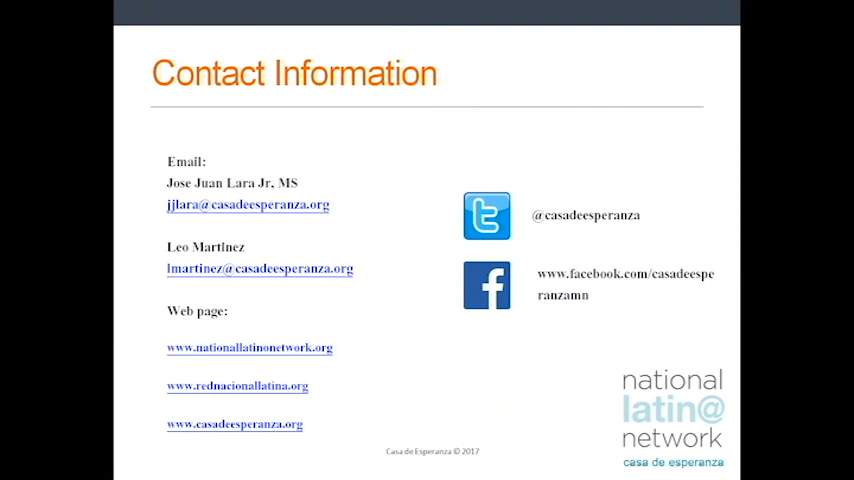 Contact Information
Email:
Jose Juan Lara Jr, MS
jjlara@casadeesperanza.org
Leo Martinez
lmartinez@casadeesperanza.org
Web page:
www.nationallatinonetwork.org
www.rednacionallatina.org
www.casadeesperanza.org
@casadeesperanza
www.facebook.com/casadeespe
ranzamn
Casa de Esperanza © 2017
national
latin@
network
casa de esperanza